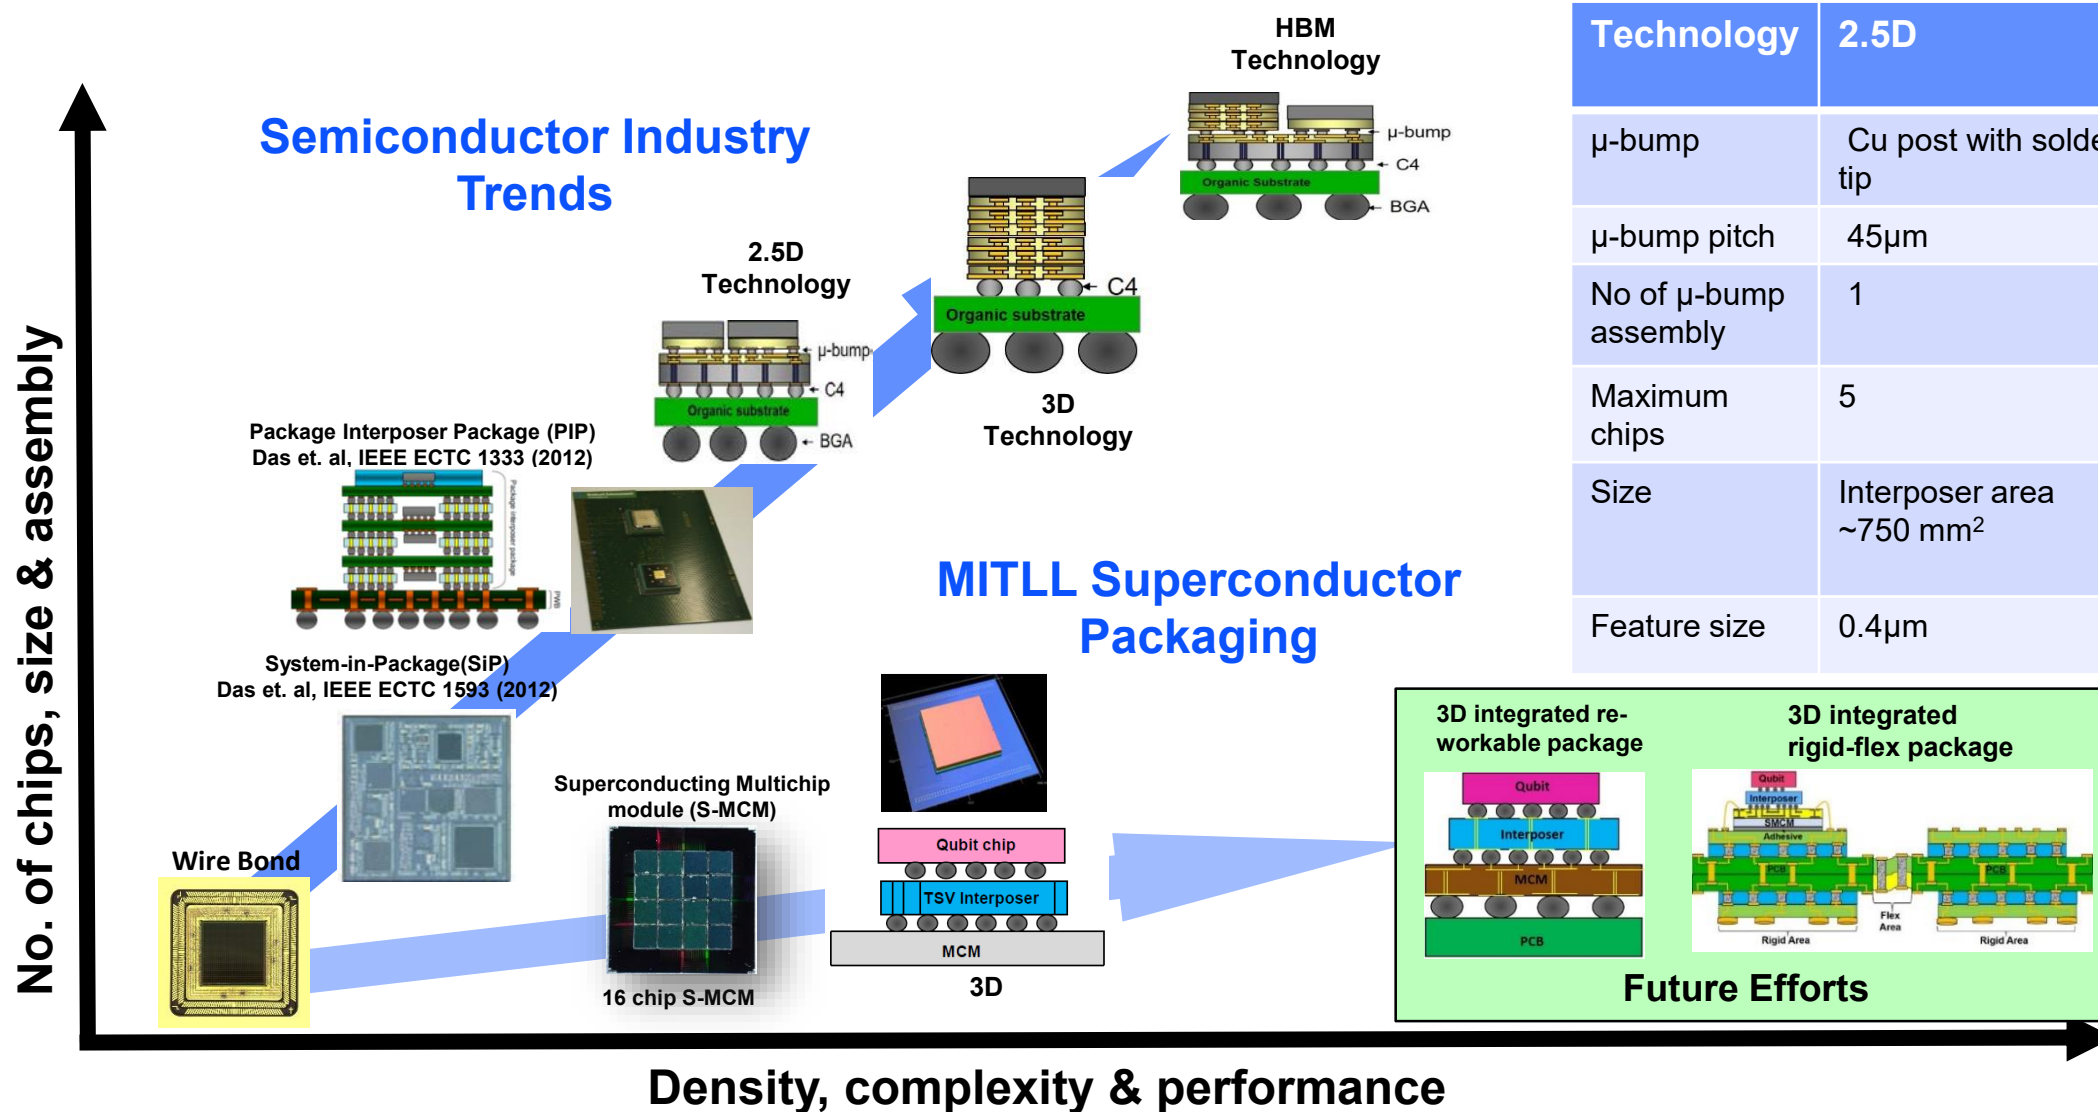 HBM
Technology
Technology
2.5D
μ-bump
Cu post with solde
tip
μ-bump pitch
45μm
No of μ-bump
assembly
1
Maximum
chips
5
Size
Interposer area
~750 mm²
Feature size
0.4μm
Semiconductor Industry
Trends
μ-bump
C4
Organic Substrate
BGA
2.5D
Technology
μ-bump
C4
Organic substrate
BGA
C4
Organic substrate
3D
Technology
Package Interposer Package (PIP)
Das et. al, IEEE ECTC 1333 (2012)
Package interposer package
PWB
System-in-Package(SiP)
Das et. al, IEEE ECTC 1593 (2012)
MITLL Superconductor
Packaging
Wire Bond
Superconducting Multichip
module (S-MCM)
16 chip S-MCM
Qubit chip
TSV Interposer
MCM
3D
3D integrated re-
workable package
Qubit
Interposer
MCM
PCB
3D integrated
rigid-flex package
Qubit
Interposer
SMCM
Adhesive
PCB
PCB
Flex
Area
Rigid Area
Rigid Area
Future Efforts
No. of chips, size & assembly
Density, complexity & performance